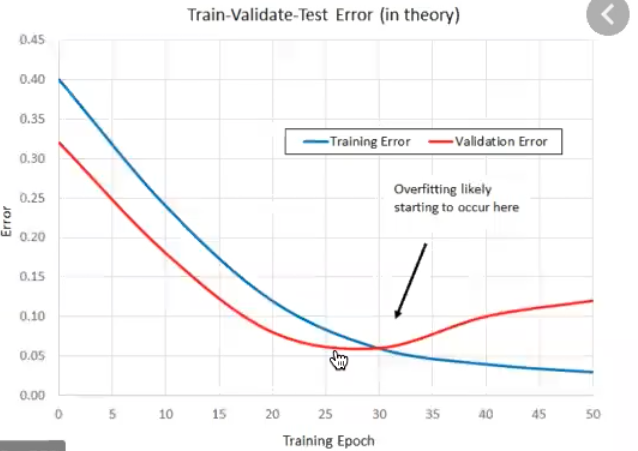 Train-Validate-Test Error (in theory)
0.45
0.40
0.35
0.30
0.25
0.20
0.15
0.10
0.05
0.00
Error
Training Error
Validation Error
Overfitting likely
starting to occur here
0 5 10 15 20 25 30 35 40 45 50
Training Epoch